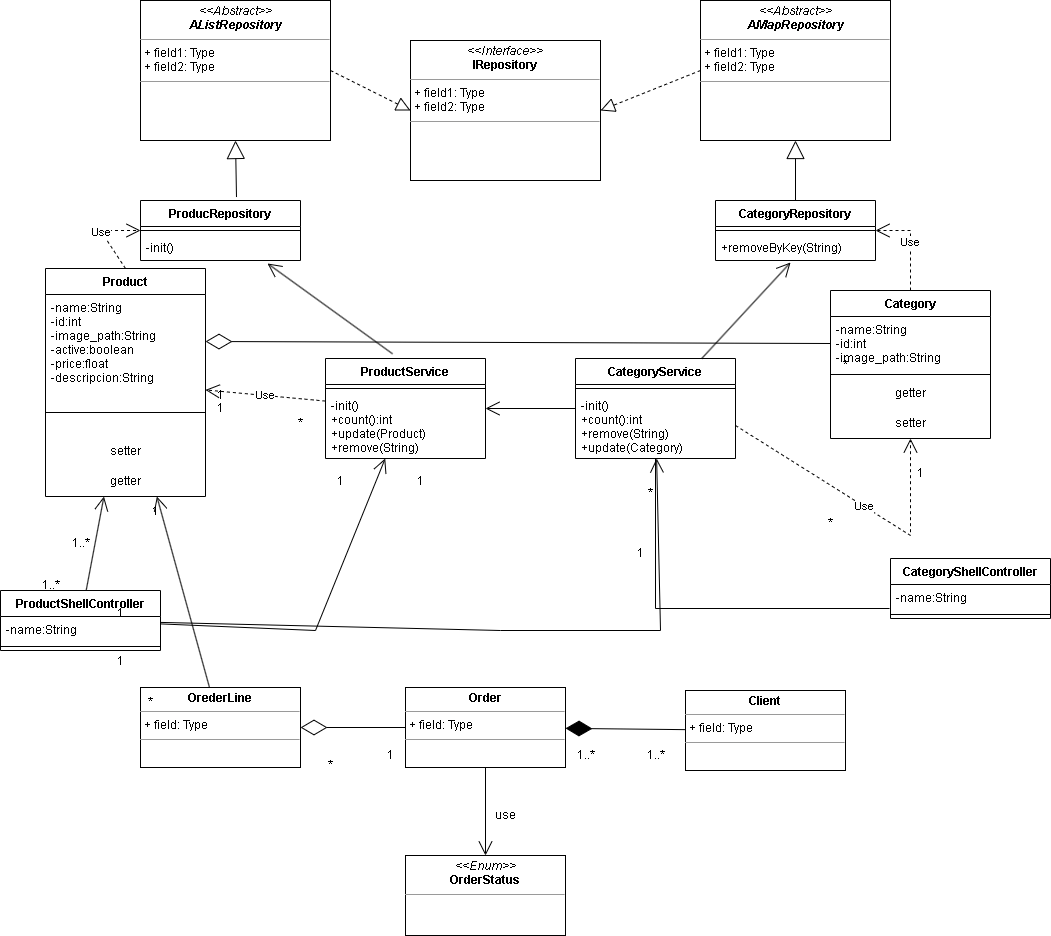 <<Abstract>>
AListRepository
+ field1: Type
+ field2: Type
<<Interface>>
IRepository
+ field1: Type
+ field2: Type
<<Abstract>>
AMapRepository
+ field1: Type
+ field2: Type
ProducRepository
-init()
CategoryRepository
+removeByKey(String)
Use
Use
Product
-name:String
-id:int
-image_path:String
-active:boolean
-price:float
-descripcion:String
setter
getter
Category
-name:String
-id:int
-image_path:String
getter
setter
ProductService
-init()
+count():int
+update(Product)
+remove(String)
CategoryService
-init()
+count():int
+remove(String)
+update(Category)
1
Use
1
*
1
1
*
1
Use
*
1
1
1..*
1..*
ProductShellController
1
-name:String
1
CategoryShellController
-name:String
*
OrederLine
+ field: Type
*
1
Order
+ field: Type
1..*
1..*
Client
+ field: Type
use
<<Enum>>
OrderStatus